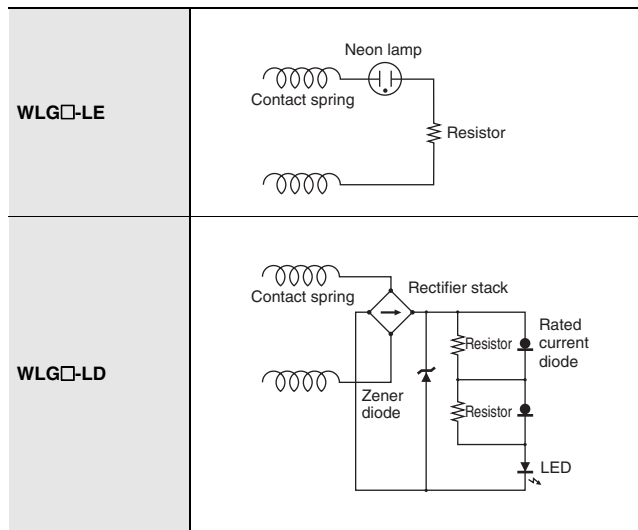 WLG□-LE
Neon lamp
Contact spring
Resistor
WLG□-LD
Contact spring
Rectifier stack
Zener
diode
Resistor
Rated
current
diode
Resistor
LED